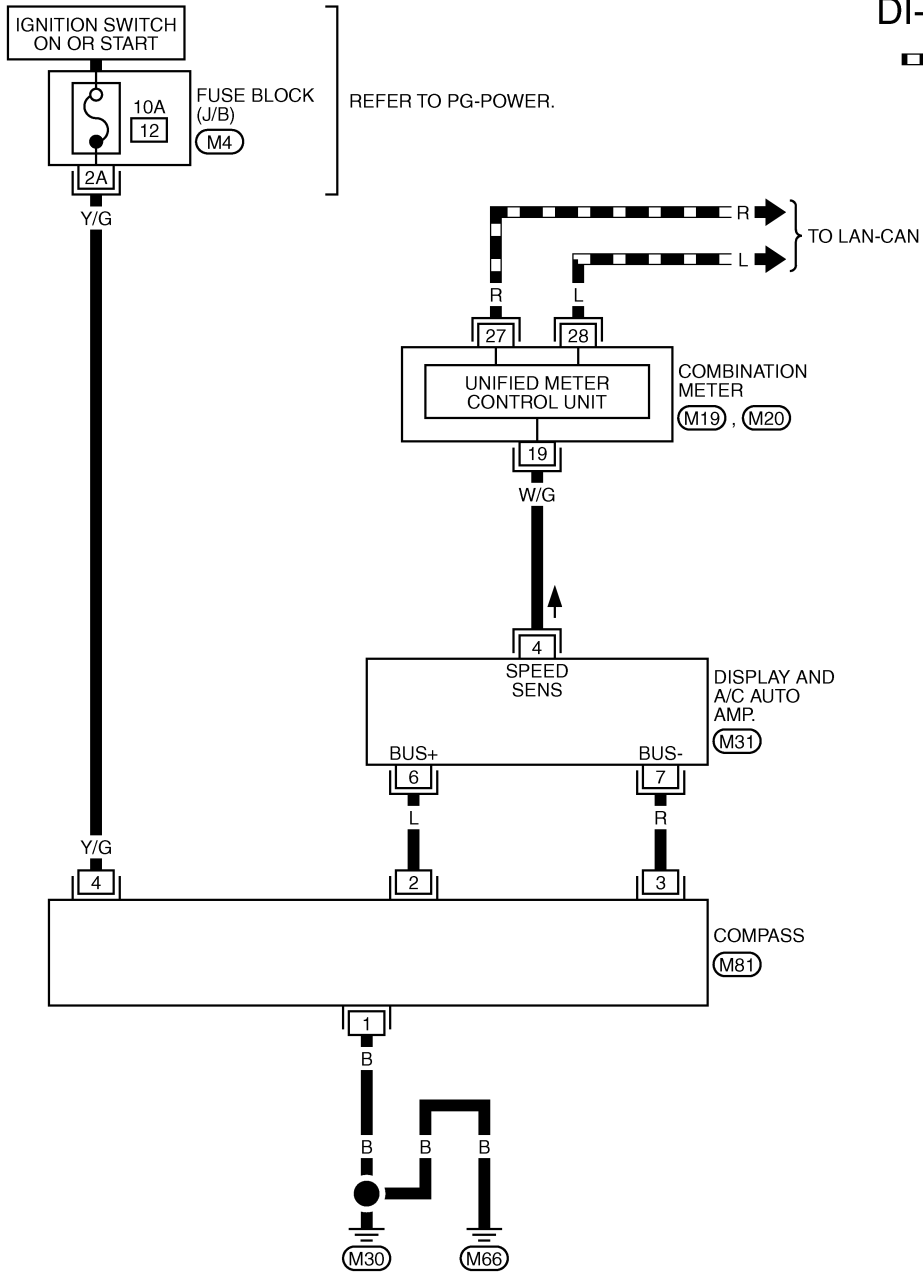 DI-
IGNITION SWITCH
ON OR START
10A
12
FUSE BLOCK
(J/B)
M4
REFER TO PG-POWER.
2A
Y/G
R
L
TO LAN-CAN
R
L
27
28
UNIFIED METER
CONTROL UNIT
COMBINATION
METER
M19 , M20
19
W/G
4
SPEED
SENS
DISPLAY AND
A/C AUTO
AMP.
M31
BUS+
BUS-
6
7
L
R
Y/G
4
2
3
COMPASS
M81
1
B
B
B
B
M30
M66